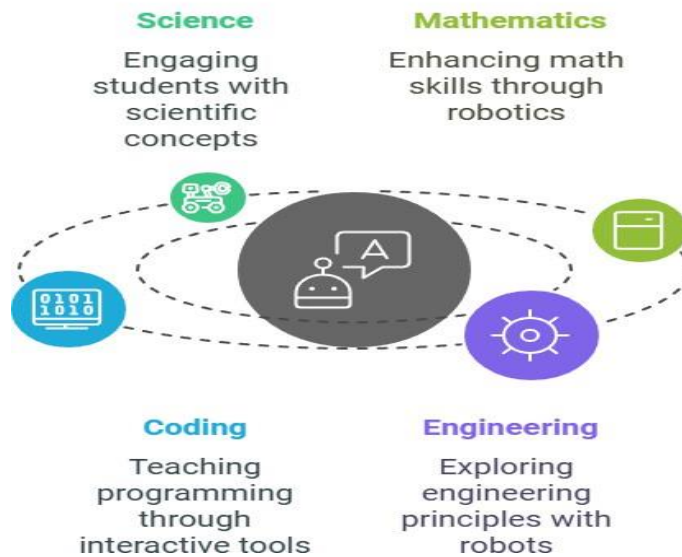 Science
Engaging
students with
scientific
concepts
Mathematics
Enhancing math
skills through
robotics
A
0101
1010
Coding
Teaching
programming
through
interactive tools
Engineering
Exploring
engineering
principles with
robots